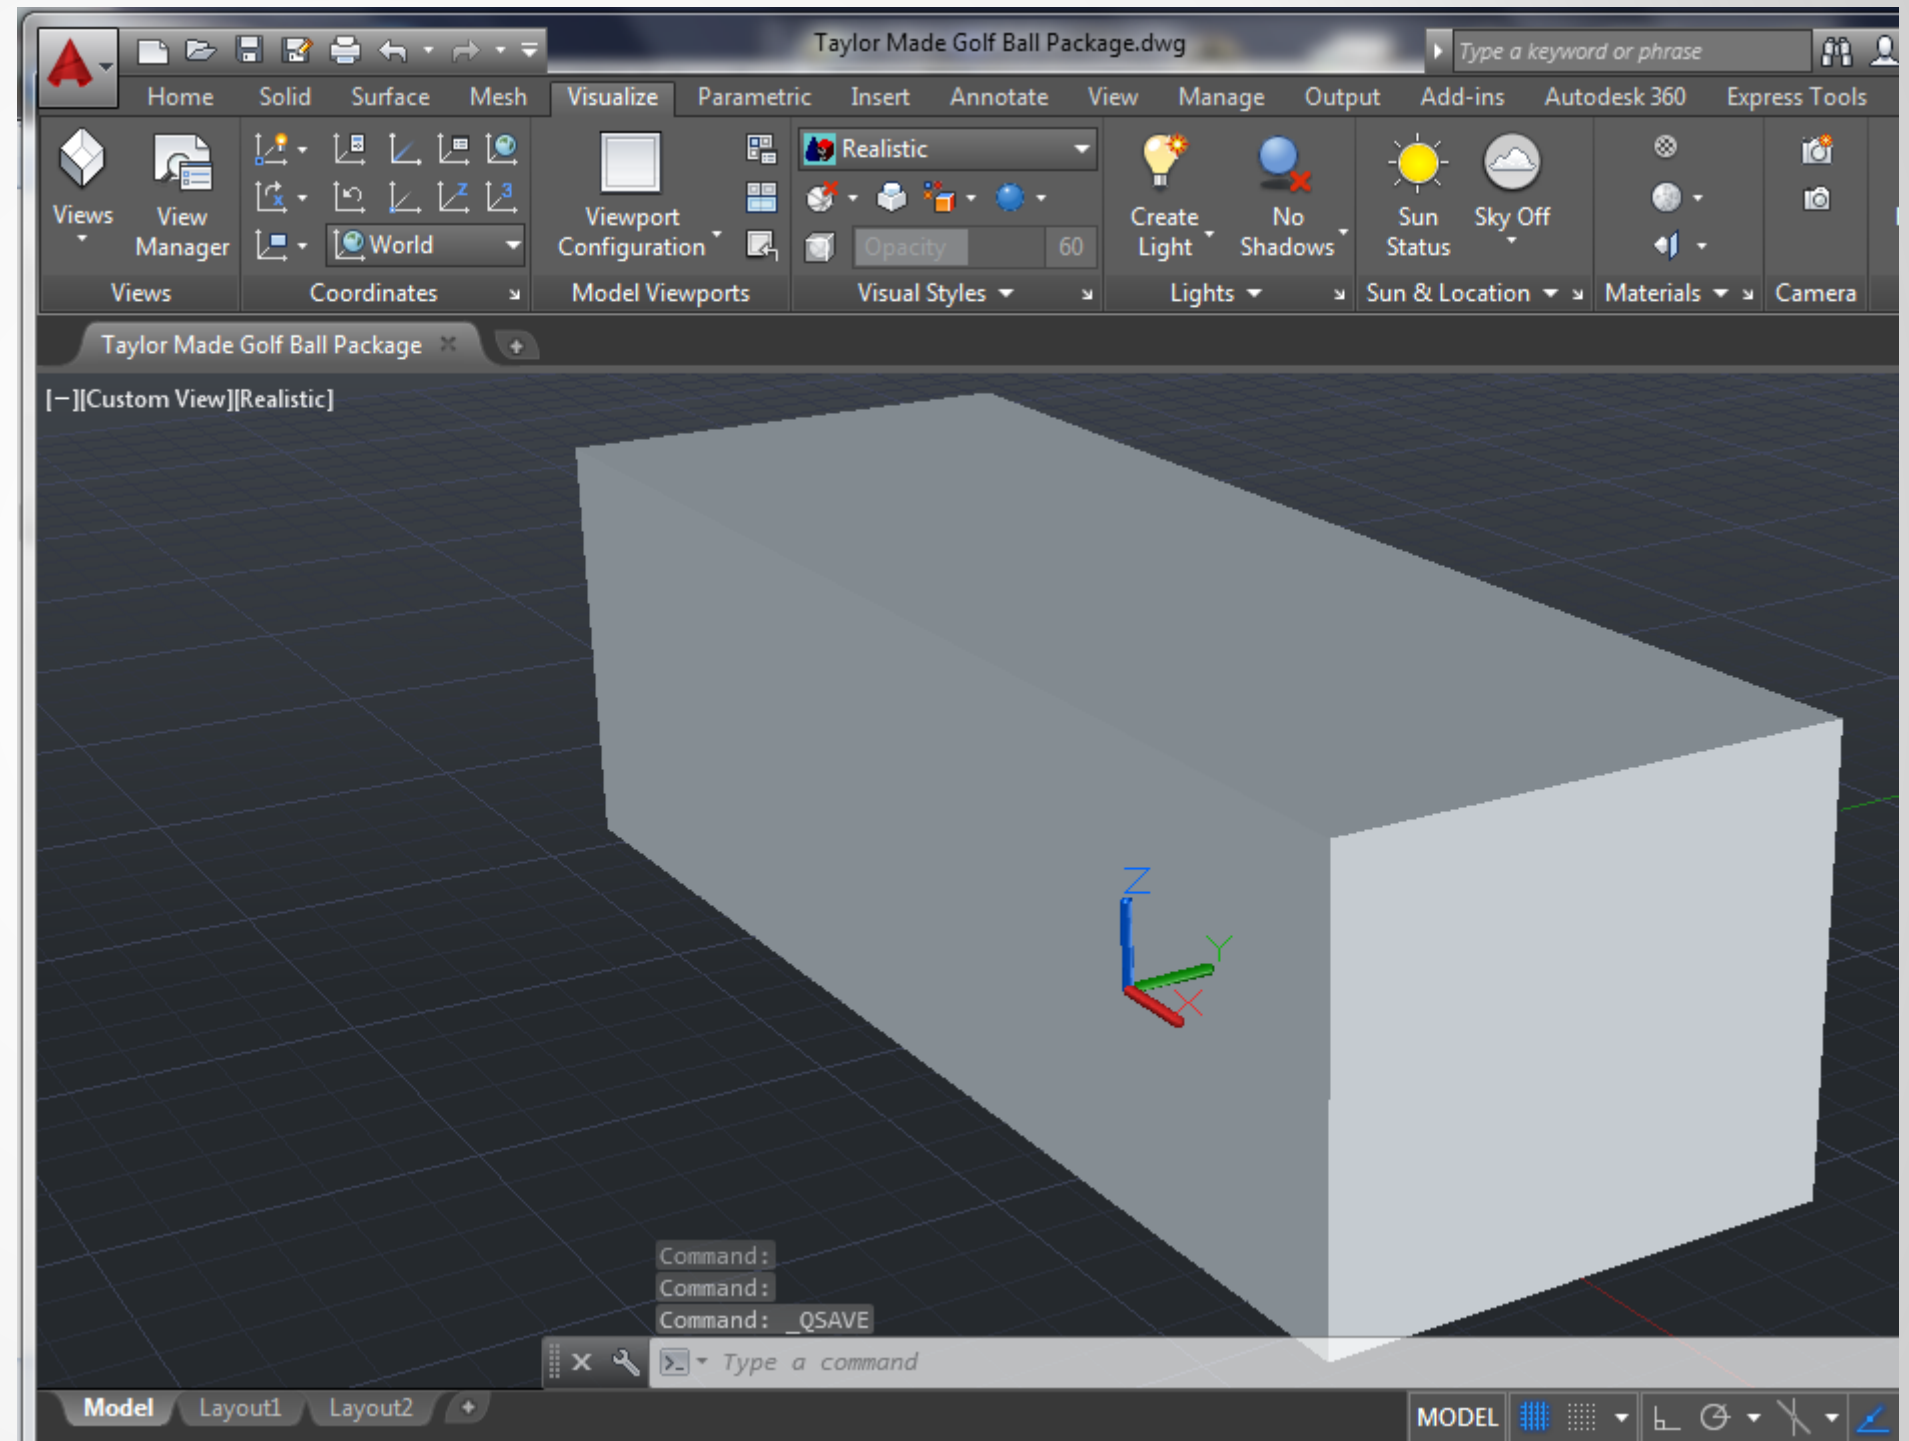 Taylor Made Golf Ball Package.dwg
Type a keyword or phrase
Home Solid Surface Mesh Visualize Parametric Insert Annotate View Manage Output Add-ins Autodesk 360 Express Tools
Views
View Manager
World
Viewport Configuration
Realistic
Opacity 60
Create Light
No Shadows
Sun Status
Sky Off
Views Coordinates Model Viewports Visual Styles Lights Sun & Location Materials Camera
Taylor Made Golf Ball Package
[−][Custom View][Realistic]
Z
Y
X
Command:
Command:
Command: _QSAVE
Type a command
Model Layout1 Layout2
MODEL